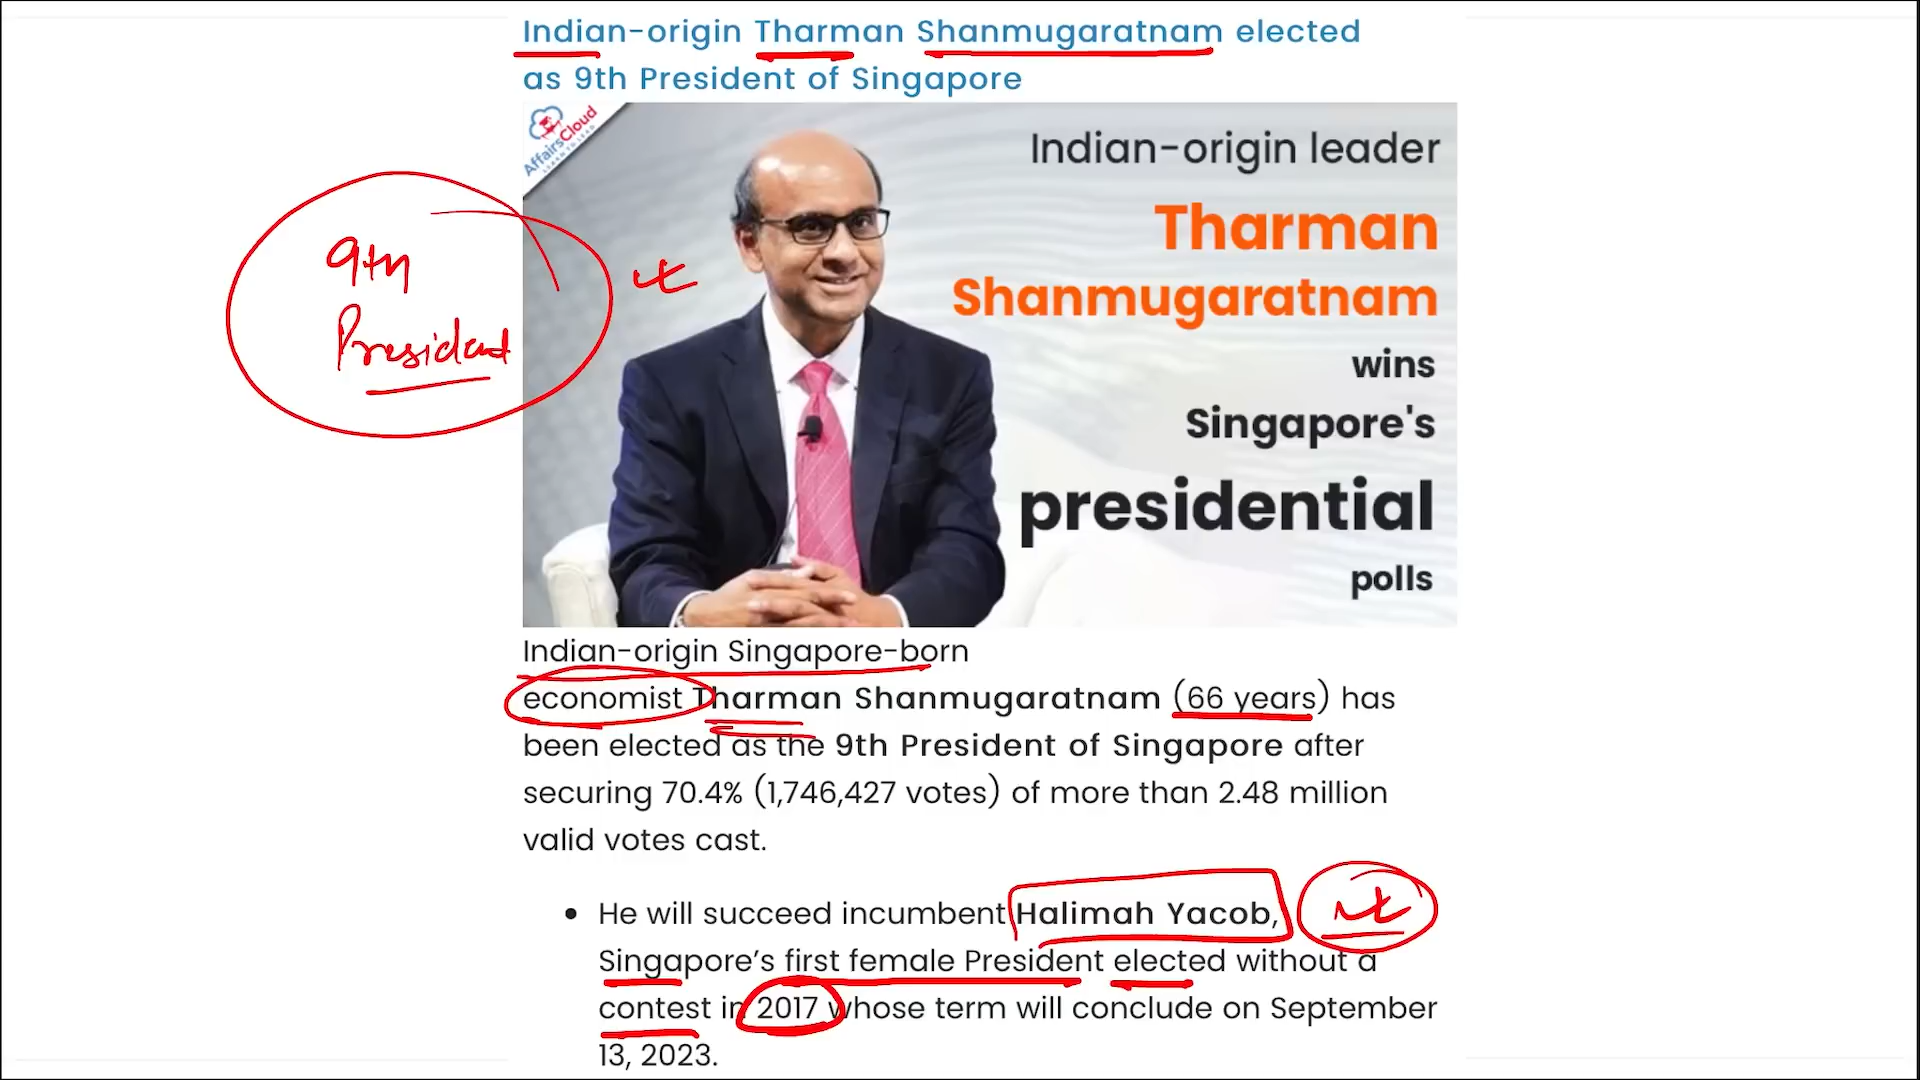 Indian-origin Tharman Shanmugaratnam elected
as 9th President of Singapore
AffairsCloud
LEARN TO LEAD
Indian-origin leader
Tharman
Shanmugaratnam
wins
Singapore's
presidential
polls
9th
President
Indian-origin Singapore-born
economist Tharman Shanmugaratnam (66 years) has
been elected as the 9th President of Singapore after
securing 70.4% (1,746,427 votes) of more than 2.48 million
valid votes cast.
• He will succeed incumbent Halimah Yacob,
Singapore’s first female President elected without a
contest in 2017 whose term will conclude on September
13, 2023.